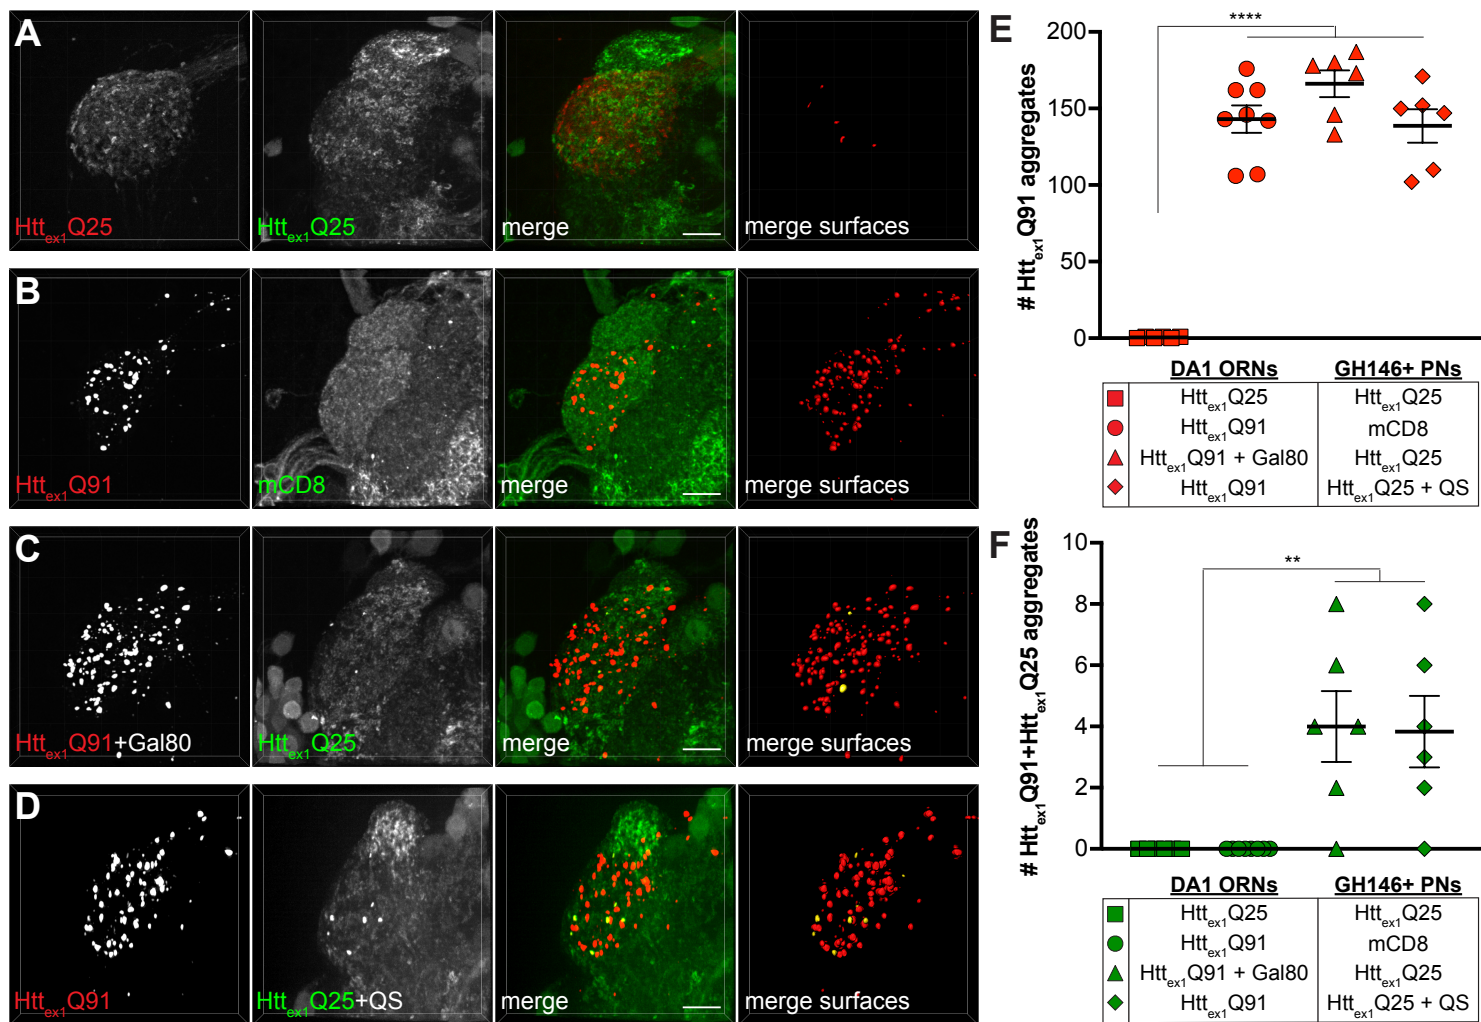 A
Httex1Q25
Httex1Q25
merge
merge surfaces
B
Httex1Q91
mCD8
merge
merge surfaces
C
Httex1Q91+Gal80
Httex1Q25
merge
merge surfaces
D
Httex1Q91
Httex1Q25+QS
merge
merge surfaces
E
****
# Httex1Q91 aggregates
200
150
100
50
0
DA1 ORNs GH146+ PNs
Httex1Q25 Httex1Q25
Httex1Q91 mCD8
Httex1Q91 + Gal80 Httex1Q25
Httex1Q91 Httex1Q25 + QS
F
**
# Httex1Q91+Httex1Q25 aggregates
10
8
6
4
2
0
DA1 ORNs GH146+ PNs
Httex1Q25 Httex1Q25
Httex1Q91 mCD8
Httex1Q91 + Gal80 Httex1Q25
Httex1Q91 Httex1Q25 + QS